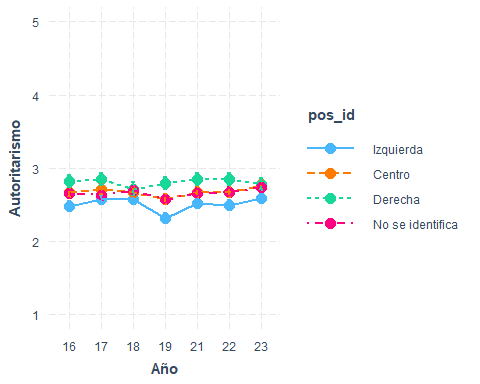 5
4
3
2
1
Autoritarismo
16 17 18 19 21 22 23
Año
pos_id
Izquierda
Centro
Derecha
No se identifica